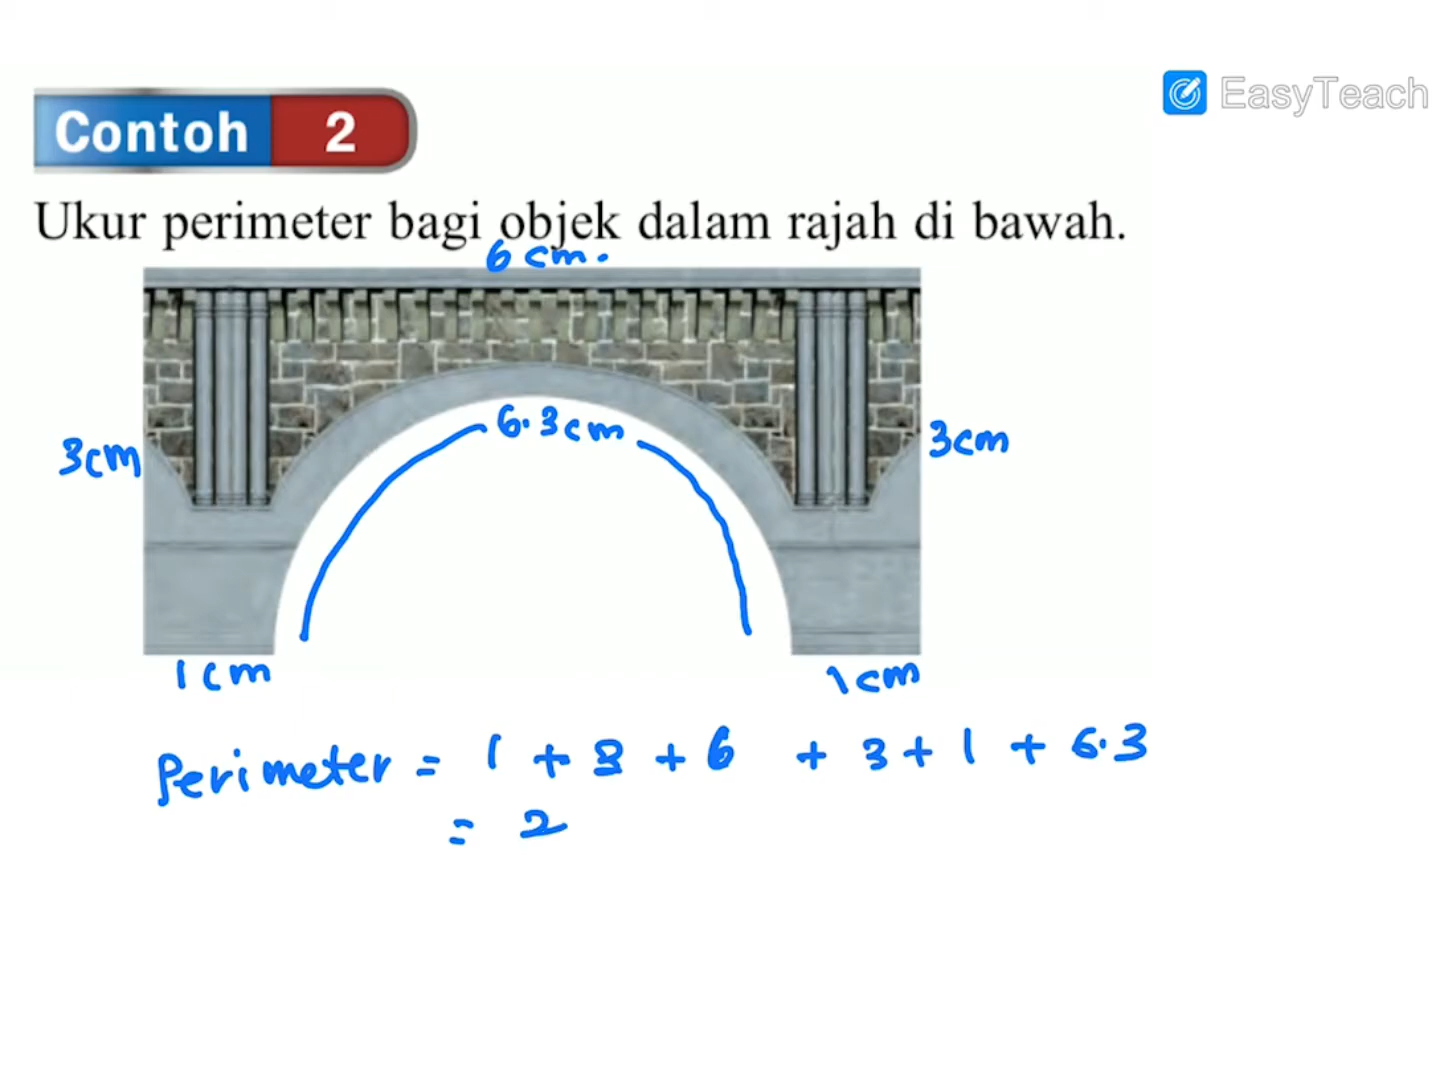 EasyTeach
Contoh 2
Ukur perimeter bagi objek dalam rajah di bawah.
6 cm.
6.3cm
3cm
3cm
1cm
1cm
Perimeter = 1 + 3 + 6 + 3 + 1 + 6.3
= 2